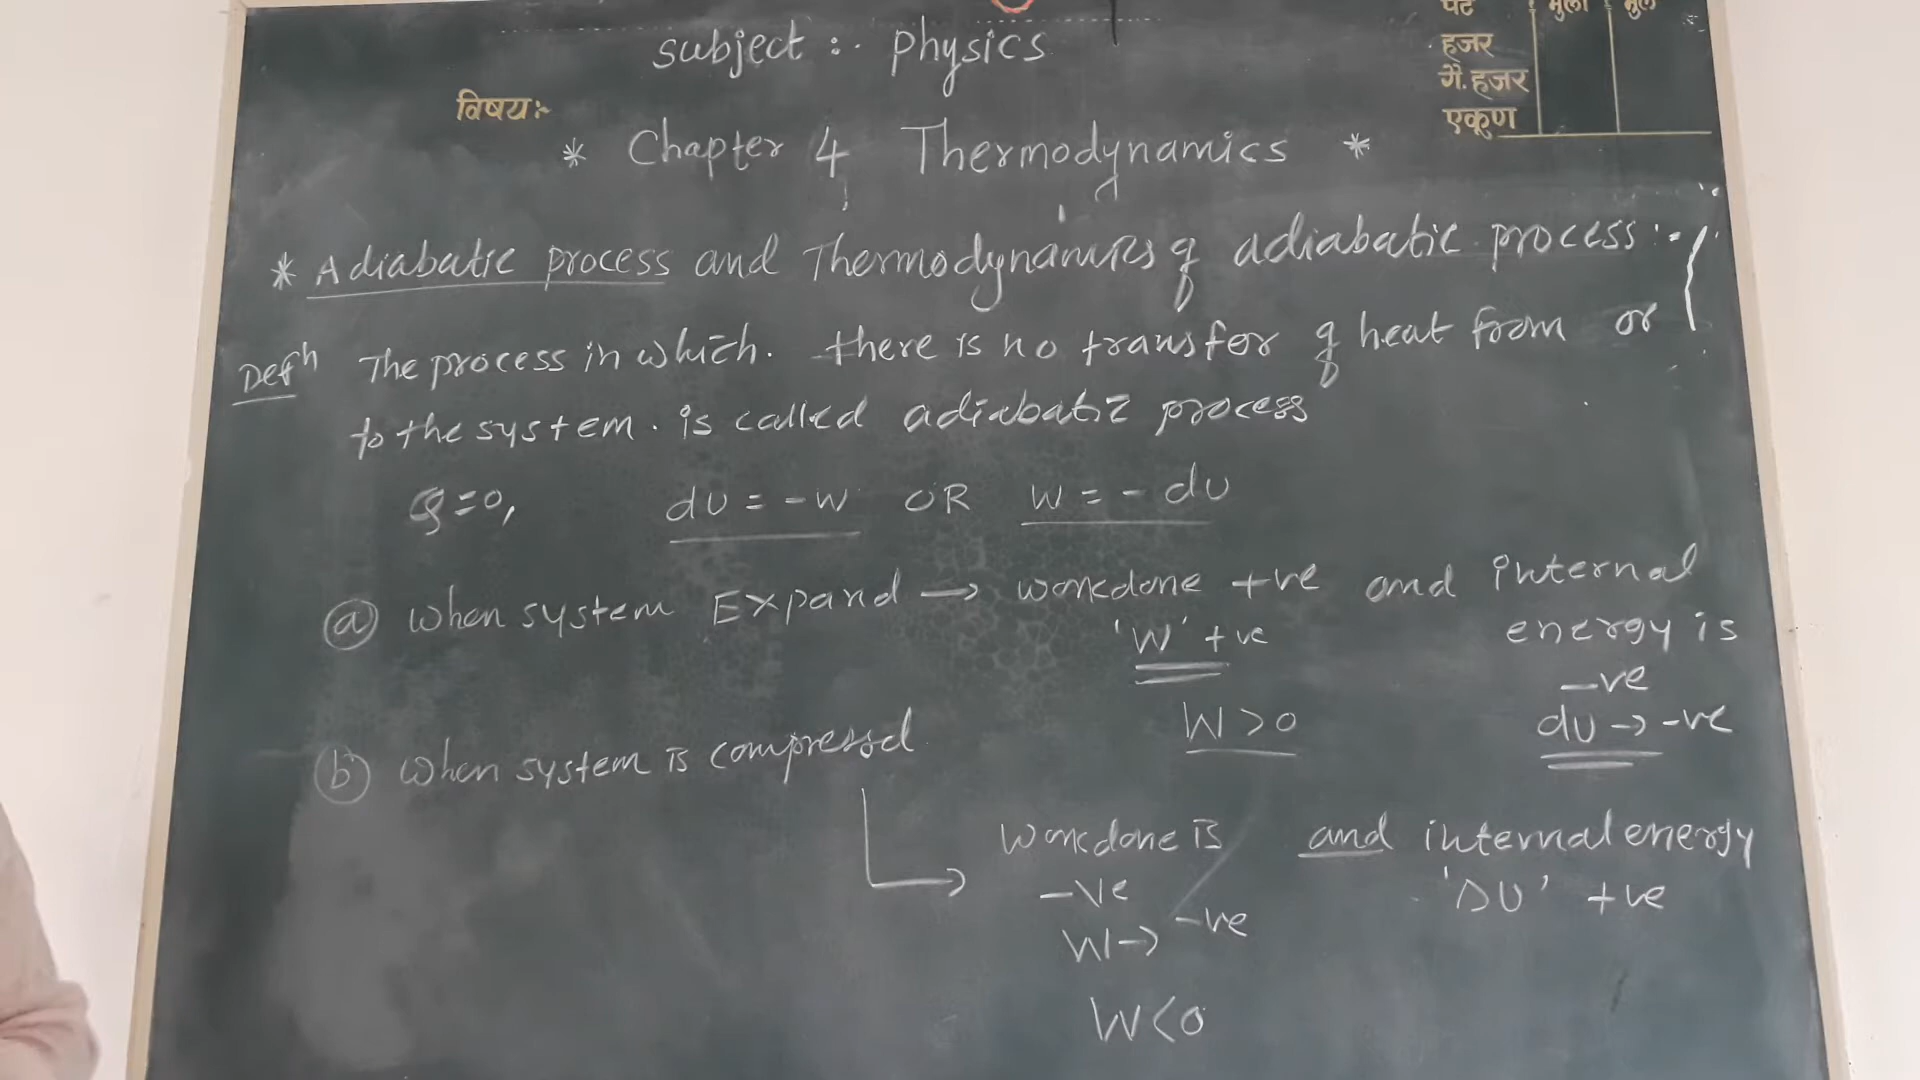 subject :- physics
विषय:-
हजर
गै. हजर
एकूण
* Chapter 4 Thermodynamics *
* Adiabatic process and Thermodynamics of adiabatic process :-
Defn The process in which. there is no transfer of heat from or
to the system. is called adiabatic process
Q=0, du = -w OR w = - du
(a) when system Expand → workdone +ve and internal
energy is
'W' +ve
-ve
W>0
du → -ve
(b) when system is compressed
workdone is and internal energy
-ve
'ΔU' +ve
W→ -ve
W<0